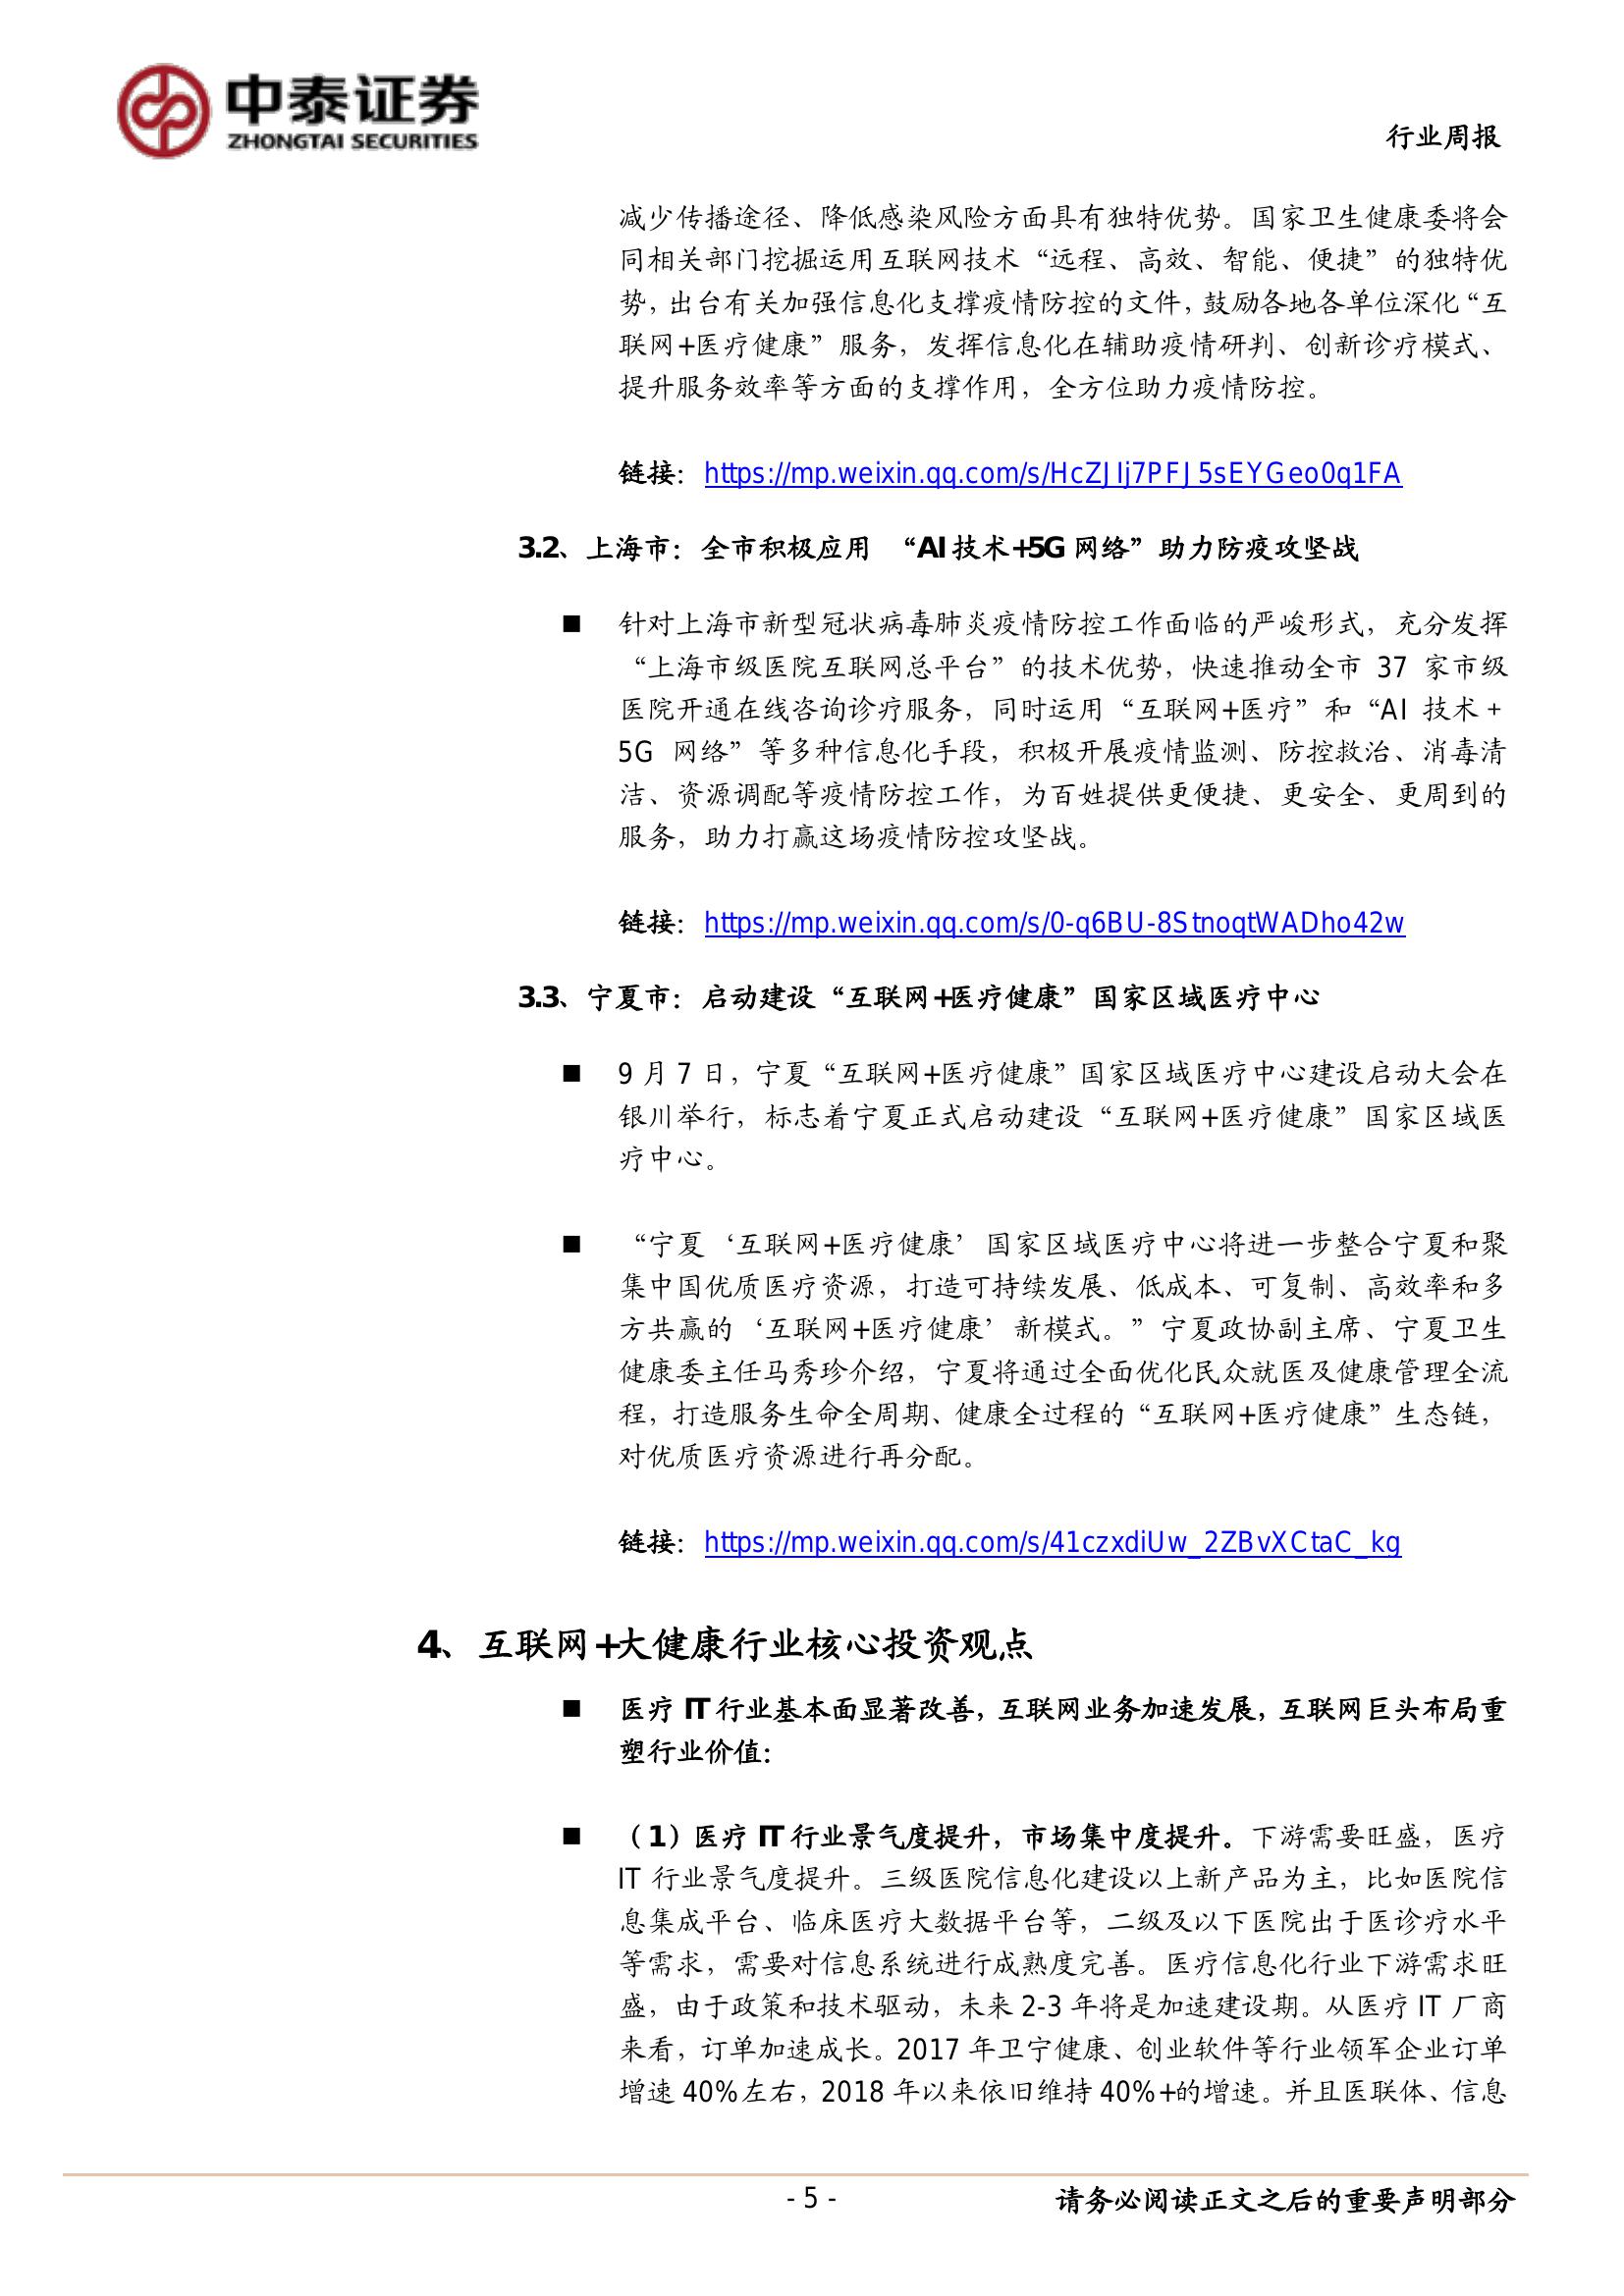 中泰证券
ZHONGTAI SECURITIES
行业周报
减少传播途径、降低感染风险方面具有独特优势。国家卫生健康委将会
同相关部门挖掘运用互联网技术“远程、高效、智能、便捷”的独特优
势，出台有关加强信息化支撑疫情防控的文件，鼓励各地各单位深化“互
联网+医疗健康”服务，发挥信息化在辅助疫情研判、创新诊疗模式、
提升服务效率等方面的支撑作用，全方位助力疫情防控。
链接：https://mp.weixin.qq.com/s/HcZJIj7PFJ5sEYGeo0q1FA
3.2、上海市：全市积极应用 “AI 技术+5G 网络”助力防疫攻坚战
■ 针对上海市新型冠状病毒肺炎疫情防控工作面临的严峻形式，充分发挥
“上海市级医院互联网总平台”的技术优势，快速推动全市 37 家市级
医院开通在线咨询诊疗服务，同时运用“互联网+医疗”和“AI 技术＋
5G 网络”等多种信息化手段，积极开展疫情监测、防控救治、消毒清
洁、资源调配等疫情防控工作，为百姓提供更便捷、更安全、更周到的
服务，助力打赢这场疫情防控攻坚战。
链接：https://mp.weixin.qq.com/s/0-q6BU-8StnoqtWADho42w
3.3、宁夏市：启动建设“互联网+医疗健康”国家区域医疗中心
■ 9 月 7 日，宁夏“互联网+医疗健康”国家区域医疗中心建设启动大会在
银川举行，标志着宁夏正式启动建设“互联网+医疗健康”国家区域医
疗中心。
■ “宁夏‘互联网+医疗健康’国家区域医疗中心将进一步整合宁夏和聚
集中国优质医疗资源，打造可持续发展、低成本、可复制、高效率和多
方共赢的‘互联网+医疗健康’新模式。”宁夏政协副主席、宁夏卫生
健康委主任马秀珍介绍，宁夏将通过全面优化民众就医及健康管理全流
程，打造服务生命全周期、健康全过程的“互联网+医疗健康”生态链，
对优质医疗资源进行再分配。
链接：https://mp.weixin.qq.com/s/41czxdiUw_2ZBvXCtaC_kg
4、互联网+大健康行业核心投资观点
■ 医疗 IT 行业基本面显著改善，互联网业务加速发展，互联网巨头布局重
塑行业价值：
■ （1）医疗 IT 行业景气度提升，市场集中度提升。下游需要旺盛，医疗
IT 行业景气度提升。三级医院信息化建设以上新产品为主，比如医院信
息集成平台、临床医疗大数据平台等，二级及以下医院出于医诊疗水平
等需求，需要对信息系统进行成熟度完善。医疗信息化行业下游需求旺
盛，由于政策和技术驱动，未来 2-3 年将是加速建设期。从医疗 IT 厂商
来看，订单加速成长。2017 年卫宁健康、创业软件等行业领军企业订单
增速 40%左右，2018 年以来依旧维持 40%+的增速。并且医联体、信息
- 5 -
请务必阅读正文之后的重要声明部分